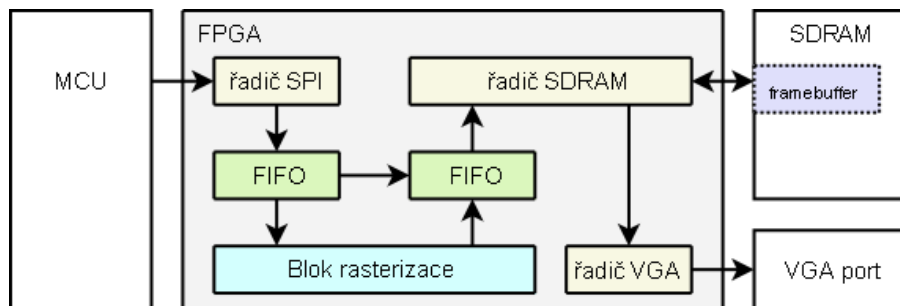 FPGA
SDRAM
MCU
řadič SPI
řadič SDRAM
framebuffer
FIFO
FIFO
Blok rasterizace
řadič VGA
VGA port